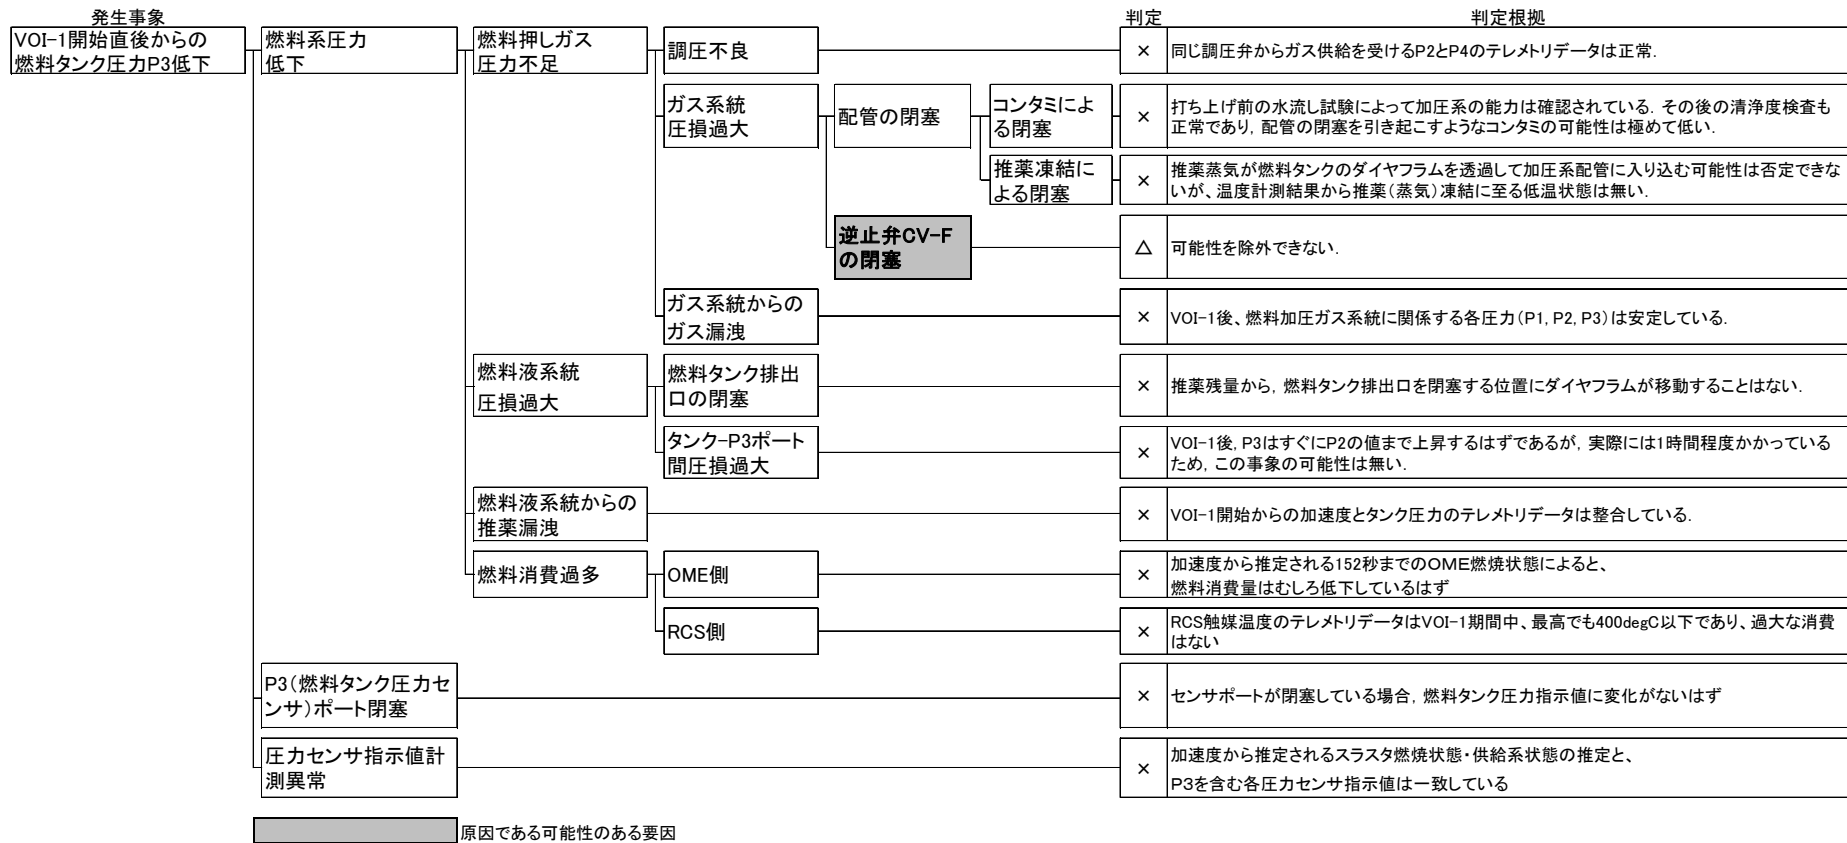 発生事象
判定
判定根拠
VOI-1開始直後からの
燃料タンク圧力P3低下
燃料系圧力
低下
燃料押しガス
圧力不足
調圧不良
×
同じ調圧弁からガス供給を受けるP2とP4のテレメトリデータは正常.
ガス系統
圧損過大
配管の閉塞
コンタミによ
る閉塞
×
打ち上げ前の水流し試験によって加圧系の能力は確認されている. その後の清浄度検査も
正常であり, 配管の閉塞を引き起こすようなコンタミの可能性は極めて低い.
推薬凍結に
よる閉塞
×
推薬蒸気が燃料タンクのダイヤフラムを透過して加圧系配管に入り込む可能性は否定できな
いが、温度計測結果から推薬(蒸気)凍結に至る低温状態は無い.
逆止弁CV-F
の閉塞
△
可能性を除外できない.
ガス系統からの
ガス漏洩
×
VOI-1後、燃料加圧ガス系統に関係する各圧力(P1, P2, P3)は安定している.
燃料液系統
圧損過大
燃料タンク排出
口の閉塞
×
推薬残量から, 燃料タンク排出口を閉塞する位置にダイヤフラムが移動することはない.
タンク-P3ポート
間圧損過大
×
VOI-1後, P3はすぐにP2の値まで上昇するはずであるが, 実際には1時間程度かかっている
ため, この事象の可能性は無い.
燃料液系統からの
推薬漏洩
×
VOI-1開始からの加速度とタンク圧力のテレメトリデータは整合している.
燃料消費過多
OME側
×
加速度から推定される152秒までのOME燃焼状態によると、
燃料消費量はむしろ低下しているはず
RCS側
×
RCS触媒温度のテレメトリデータはVOI-1期間中、最高でも400degC以下であり、過大な消費
はない
P3(燃料タンク圧力セ
ンサ)ポート閉塞
×
センサポートが閉塞している場合, 燃料タンク圧力指示値に変化がないはず
圧力センサ指示値計
測異常
×
加速度から推定されるスラスタ燃焼状態・供給系状態の推定と、
P3を含む各圧力センサ指示値は一致している
原因である可能性のある要因